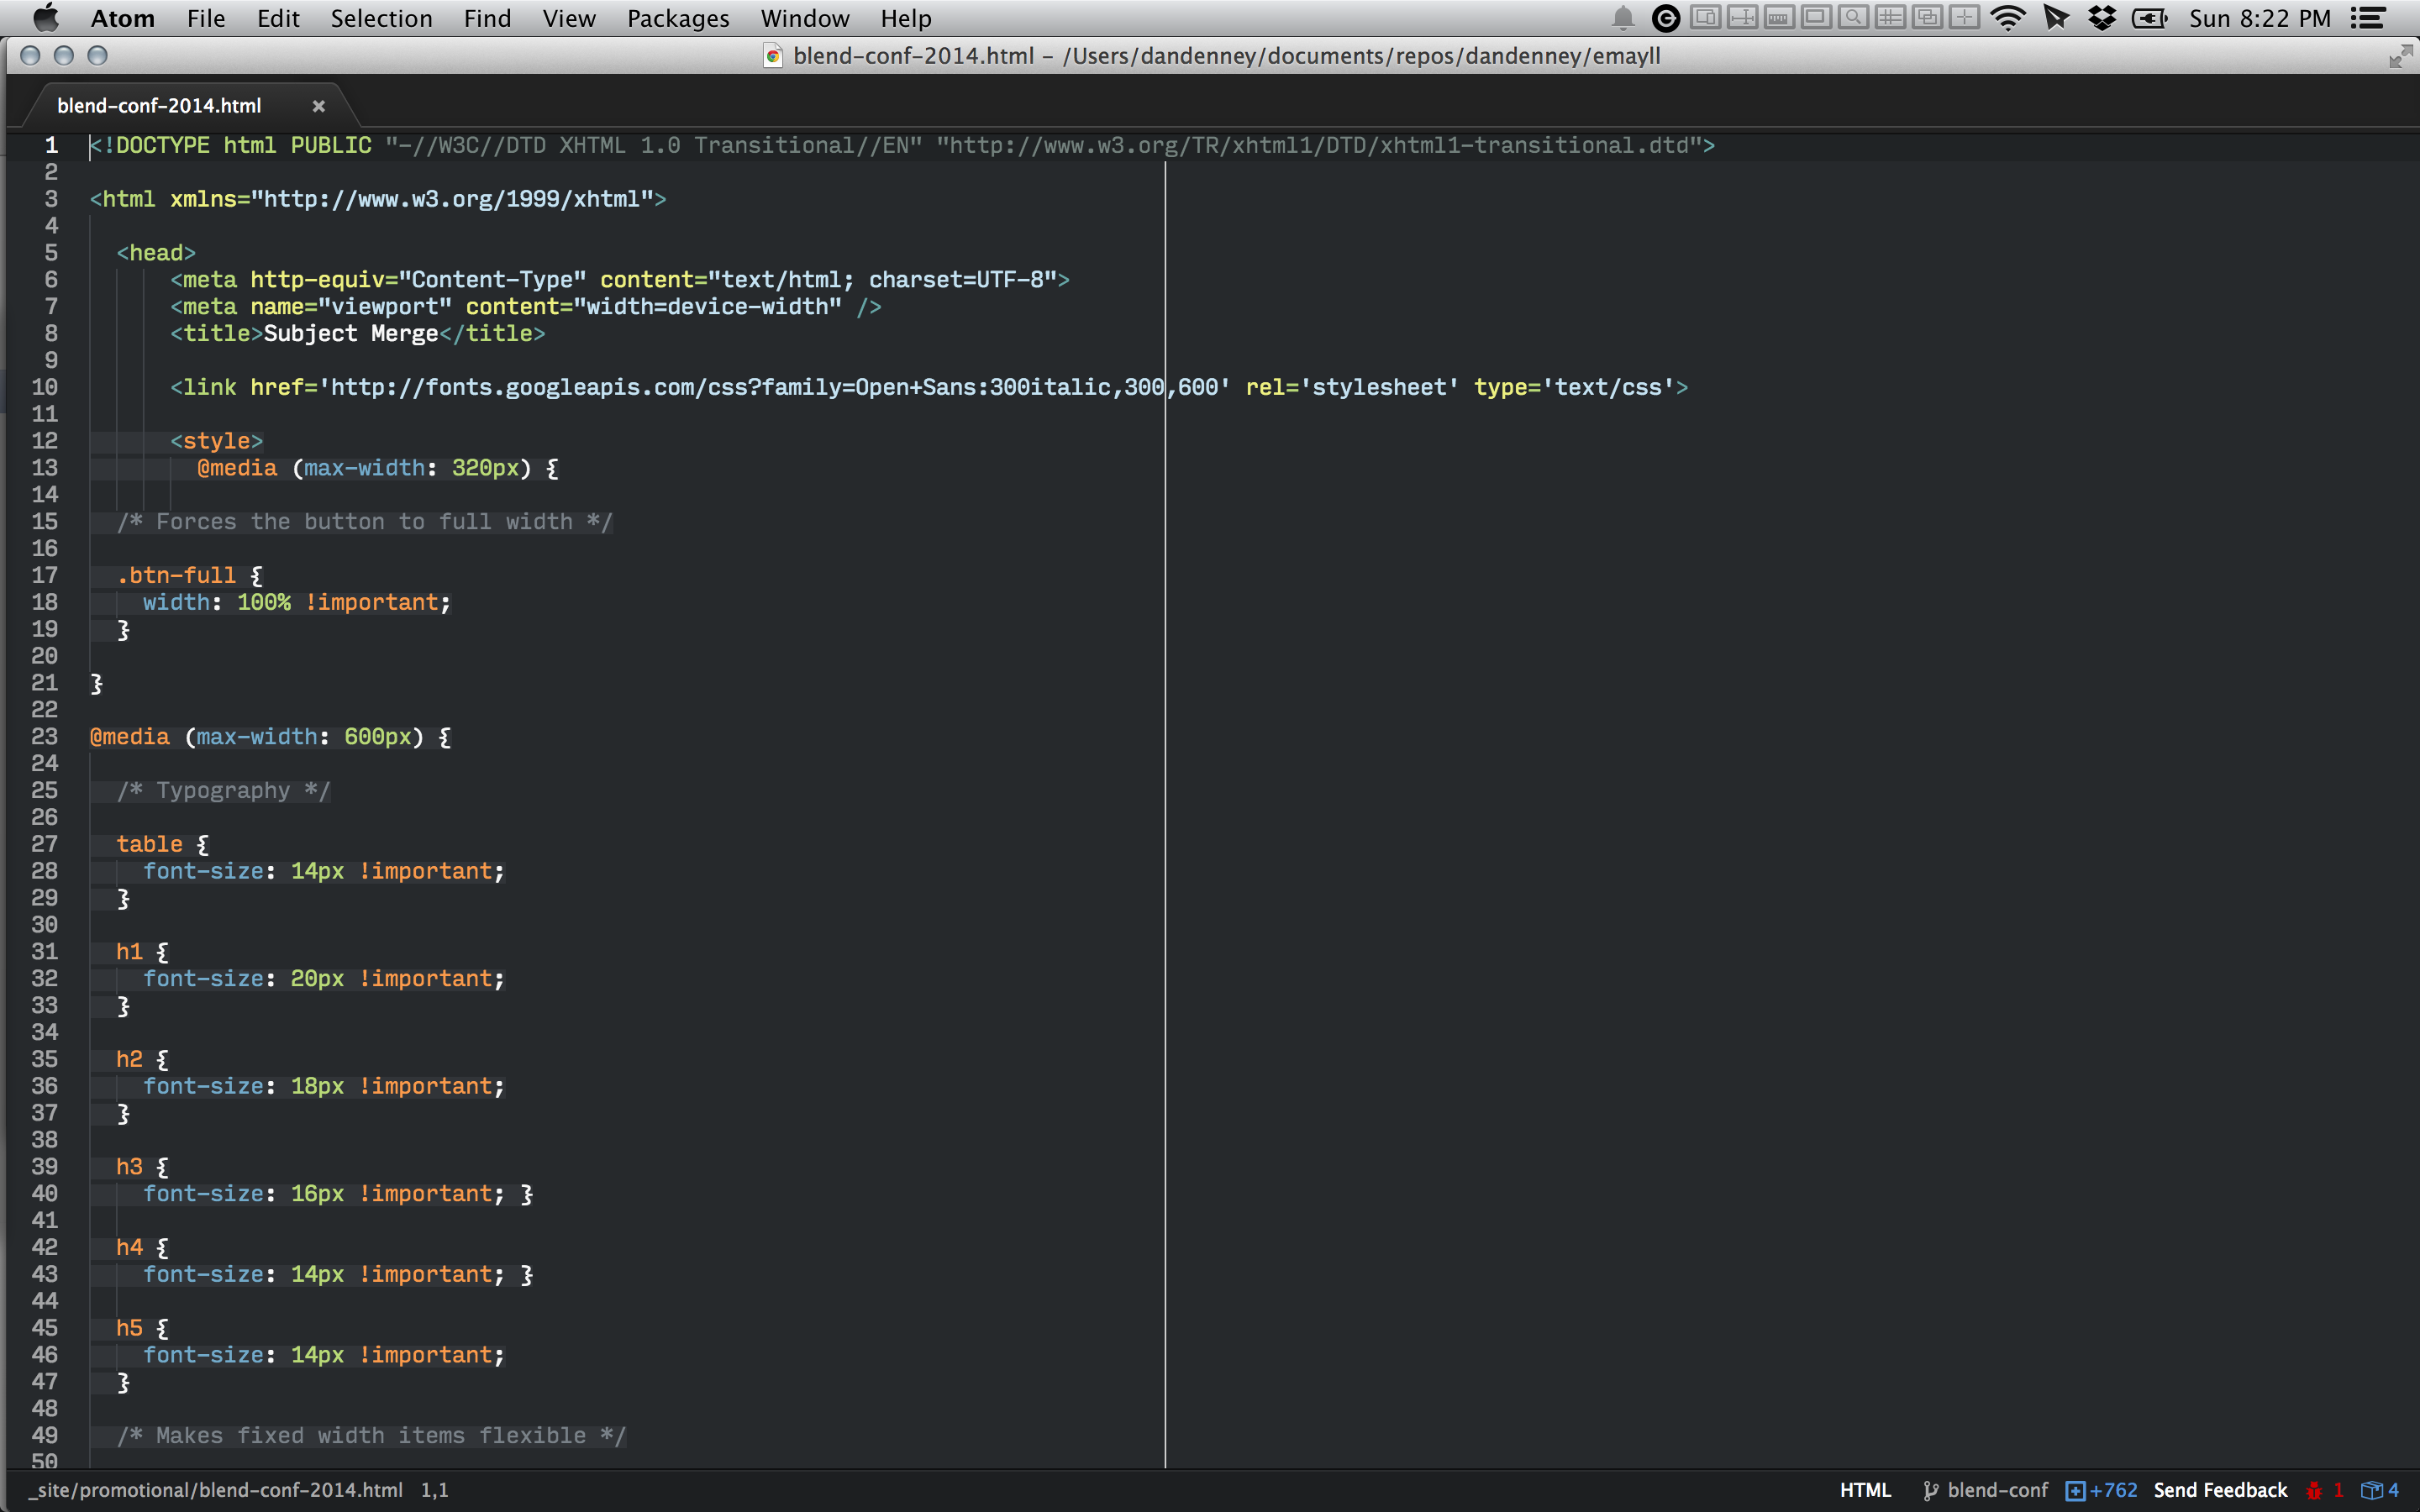 Atom File Edit Selection Find View Packages Window Help Sun 8:22 PM
blend-conf-2014.html – /Users/dandenney/documents/repos/dandenney/emayll
blend-conf-2014.html
1 <!DOCTYPE html PUBLIC "-//W3C//DTD XHTML 1.0 Transitional//EN" "http://www.w3.org/TR/xhtml1/DTD/xhtml1-transitional.dtd">
2
3 <html xmlns="http://www.w3.org/1999/xhtml">
4
5 <head>
6 <meta http-equiv="Content-Type" content="text/html; charset=UTF-8">
7 <meta name="viewport" content="width=device-width" />
8 <title>Subject Merge</title>
9
10 <link href='http://fonts.googleapis.com/css?family=Open+Sans:300italic,300,600' rel='stylesheet' type='text/css'>
11
12 <style>
13 @media (max-width: 320px) {
14
15 /* Forces the button to full width */
16
17 .btn-full {
18 width: 100% !important;
19 }
20
21 }
22
23 @media (max-width: 600px) {
24
25 /* Typography */
26
27 table {
28 font-size: 14px !important;
29 }
30
31 h1 {
32 font-size: 20px !important;
33 }
34
35 h2 {
36 font-size: 18px !important;
37 }
38
39 h3 {
40 font-size: 16px !important; }
41
42 h4 {
43 font-size: 14px !important; }
44
45 h5 {
46 font-size: 14px !important;
47 }
48
49 /* Makes fixed width items flexible */
50
_site/promotional/blend-conf-2014.html 1,1 HTML blend-conf +762 Send Feedback 1 4